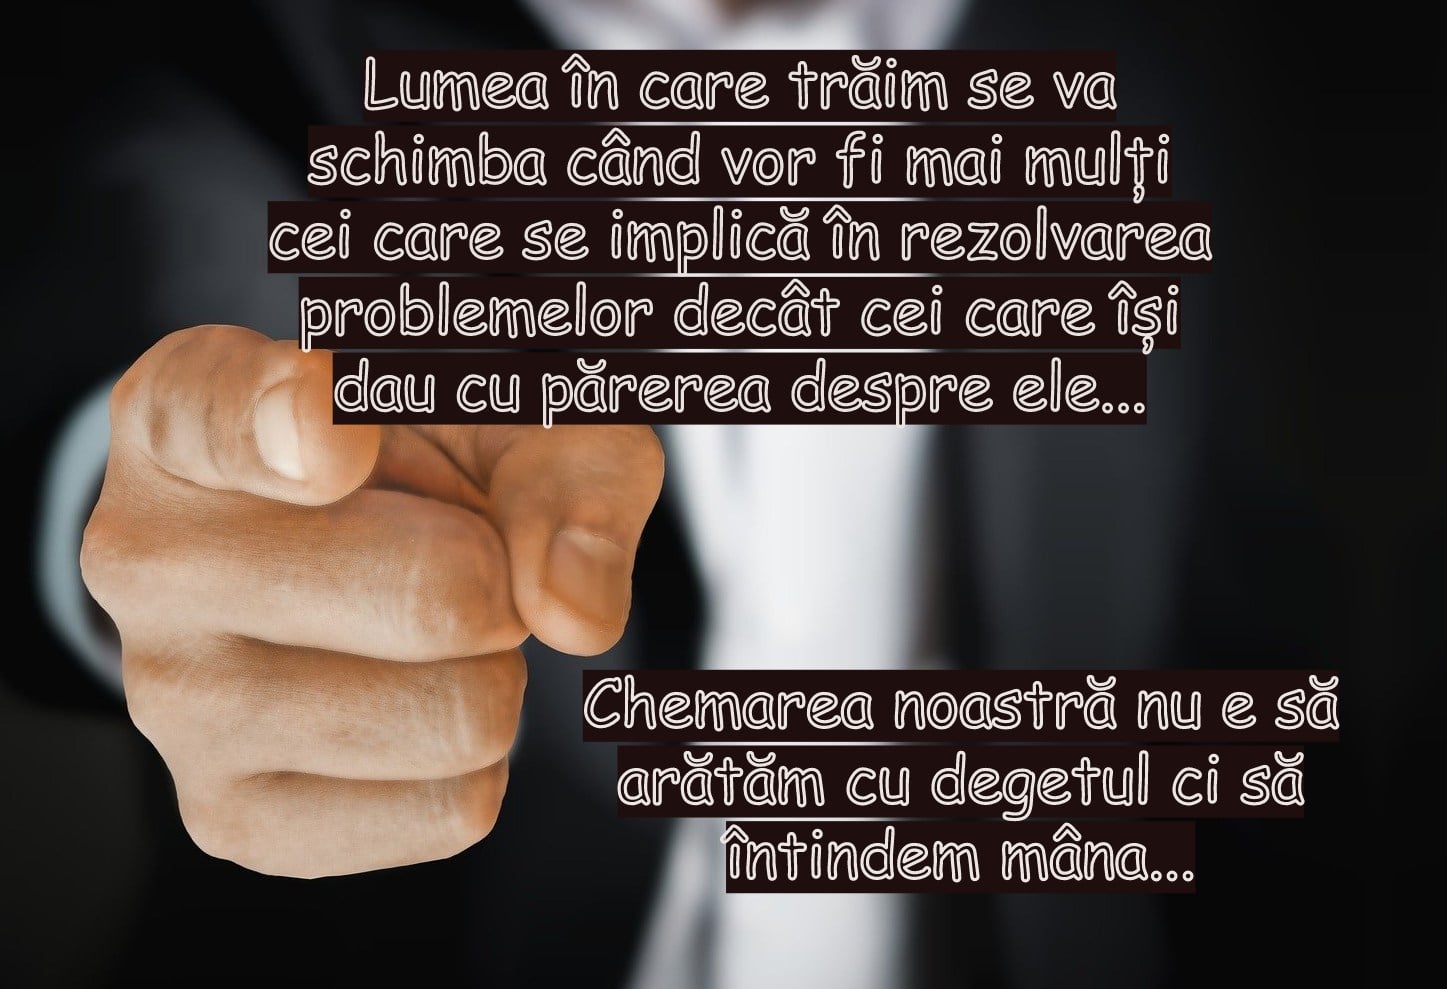 Lumea în care trăim se va
schimba când vor fi mai mulți
cei care se implică în rezolvarea
problemelor decât cei care își
dau cu părerea despre ele...
Chemarea noastră nu e să
arătăm cu degetul ci să
întindem mâna...